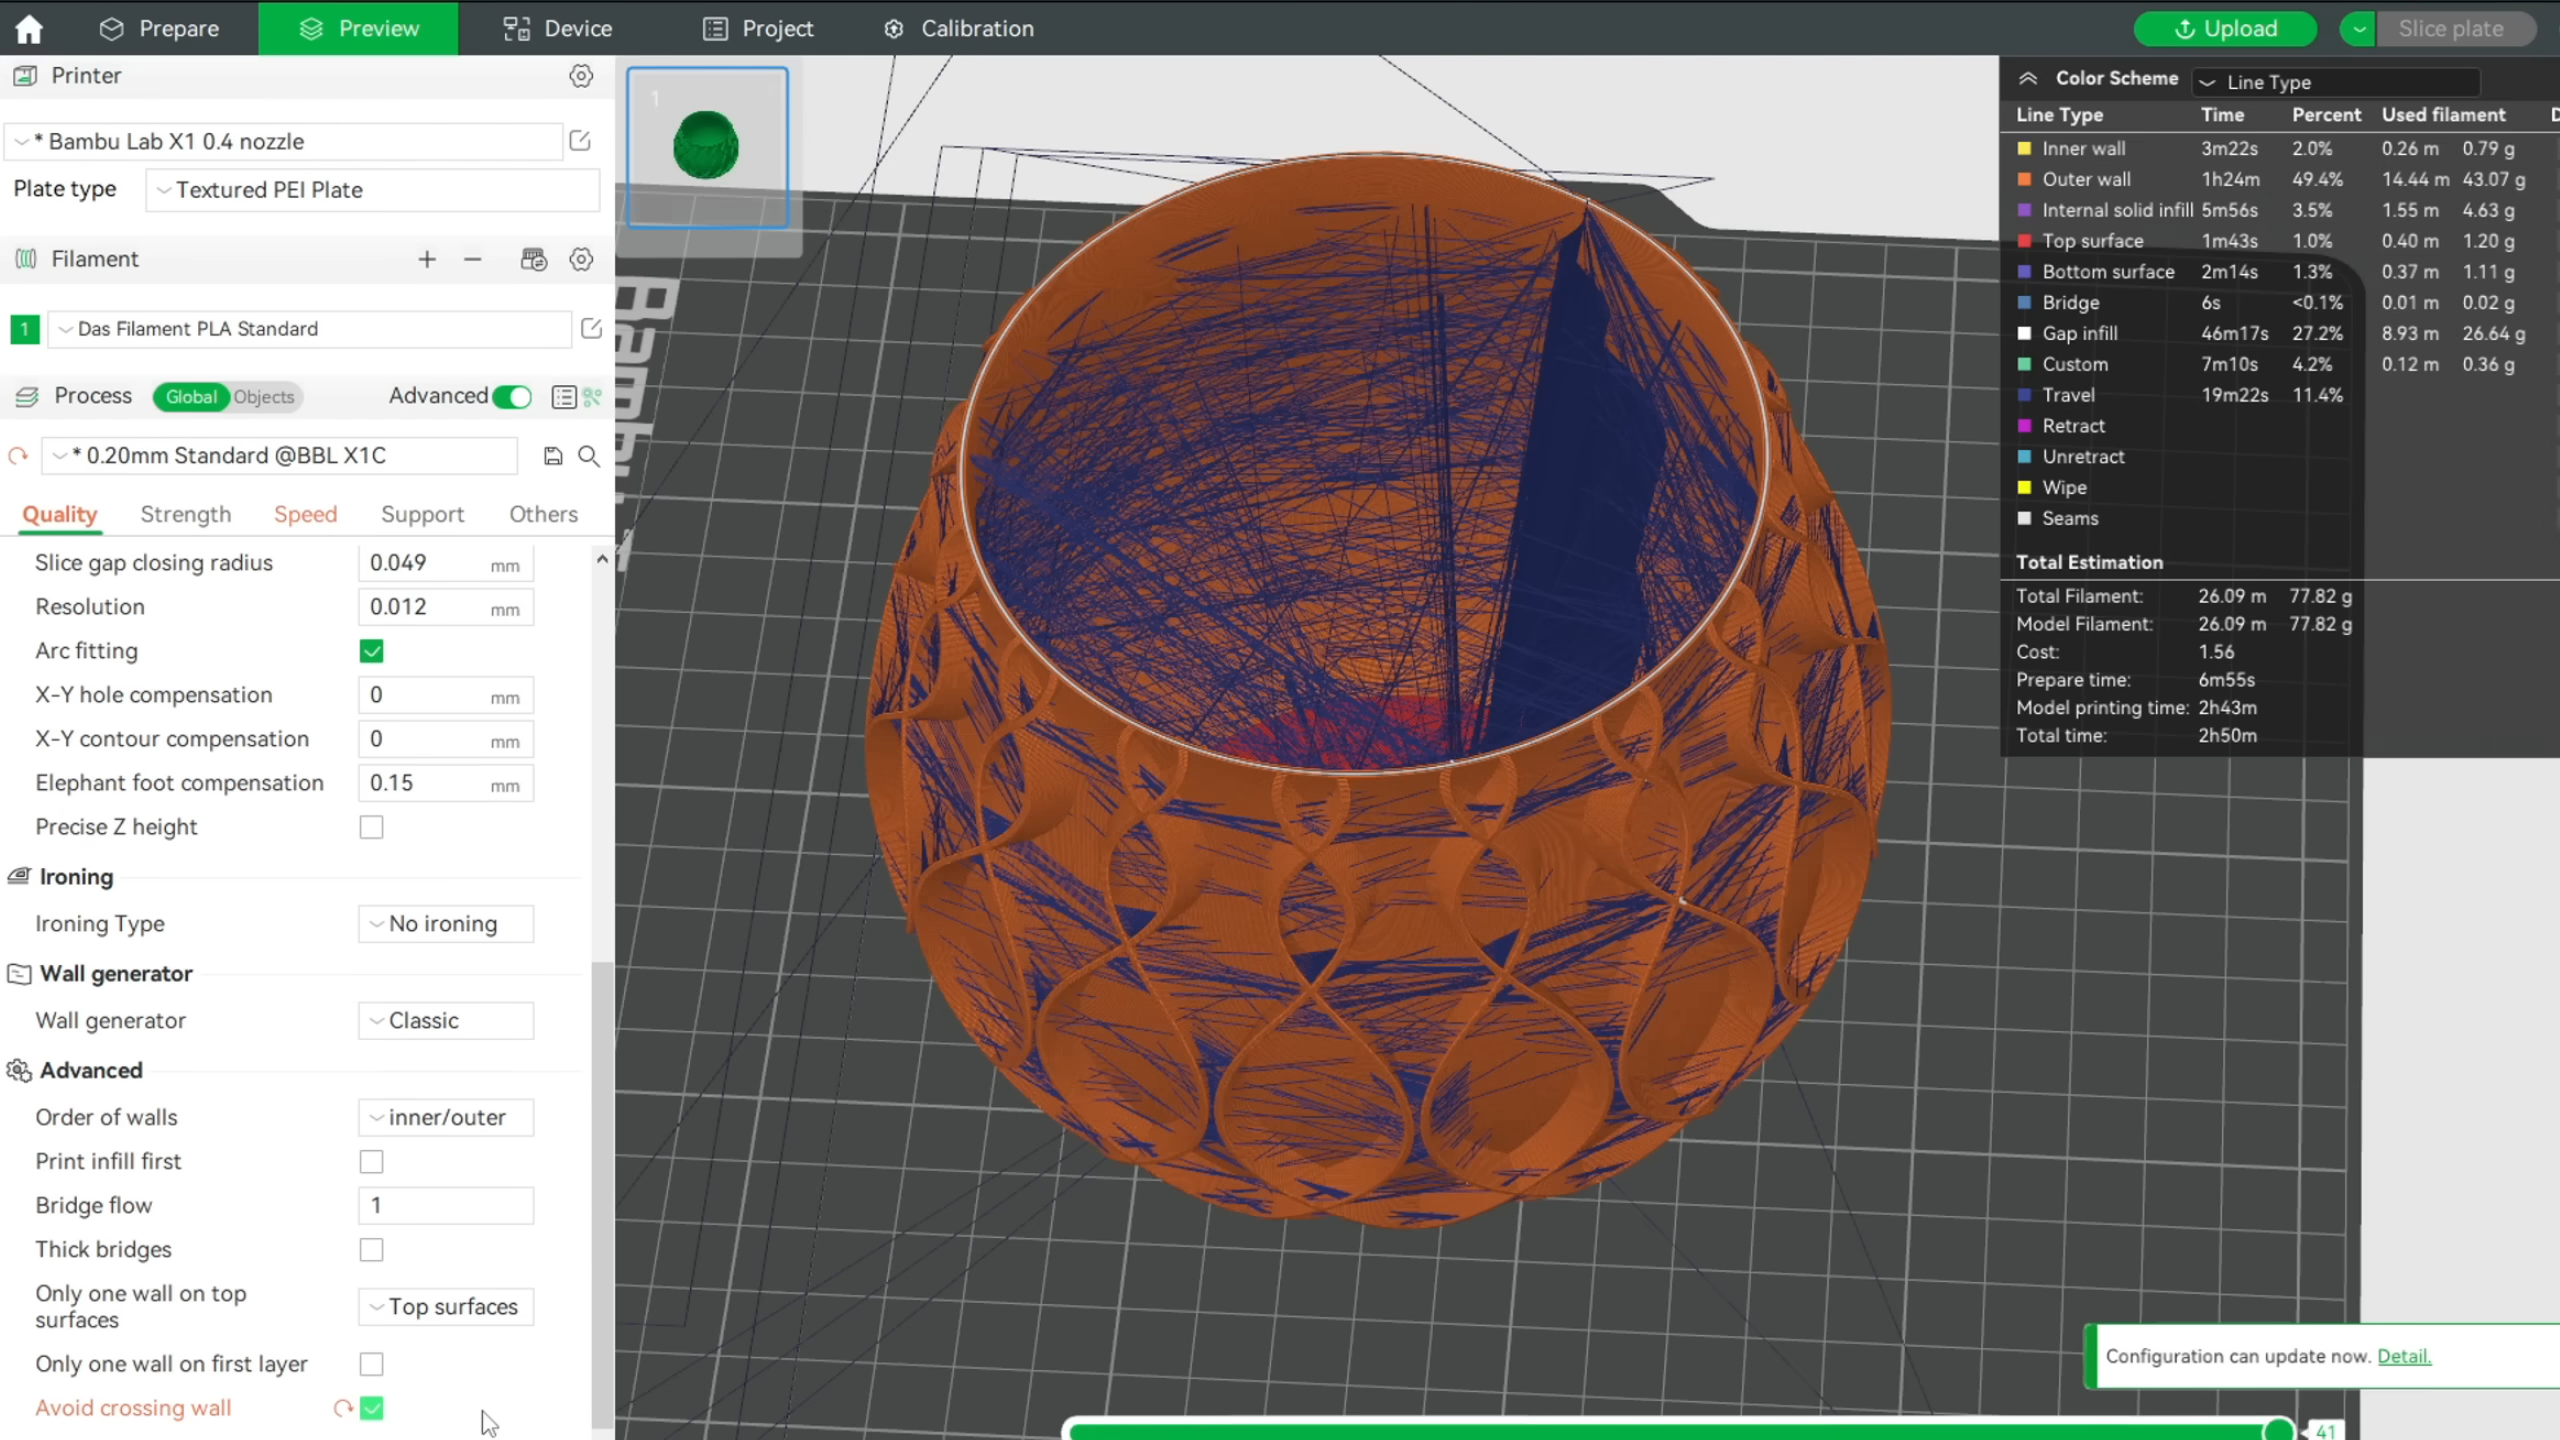 Prepare
Preview
Device
Project
Calibration
Upload
Slice plate
Printer
* Bambu Lab X1 0.4 nozzle
Plate type
Textured PEI Plate
Filament
1
Das Filament PLA Standard
Process
Global
Objects
Advanced
* 0.20mm Standard @BBL X1C
Quality
Strength
Speed
Support
Others
Slice gap closing radius 0.049 mm
Resolution 0.012 mm
Arc fitting
X-Y hole compensation 0 mm
X-Y contour compensation 0 mm
Elephant foot compensation 0.15 mm
Precise Z height
Ironing
Ironing Type No ironing
Wall generator
Wall generator Classic
Advanced
Order of walls inner/outer
Print infill first
Bridge flow 1
Thick bridges
Only one wall on top
surfaces
Top surfaces
Only one wall on first layer
Avoid crossing wall
1
Color Scheme Line Type
Line Type Time Percent Used filament D
Inner wall 3m22s 2.0% 0.26 m 0.79 g
Outer wall 1h24m 49.4% 14.44 m 43.07 g
Internal solid infill 5m56s 3.5% 1.55 m 4.63 g
Top surface 1m43s 1.0% 0.40 m 1.20 g
Bottom surface 2m14s 1.3% 0.37 m 1.11 g
Bridge 6s <0.1% 0.01 m 0.02 g
Gap infill 46m17s 27.2% 8.93 m 26.64 g
Custom 7m10s 4.2% 0.12 m 0.36 g
Travel 19m22s 11.4%
Retract
Unretract
Wipe
Seams
Total Estimation
Total Filament: 26.09 m 77.82 g
Model Filament: 26.09 m 77.82 g
Cost: 1.56
Prepare time: 6m55s
Model printing time: 2h43m
Total time: 2h50m
Configuration can update now. Detail.
41